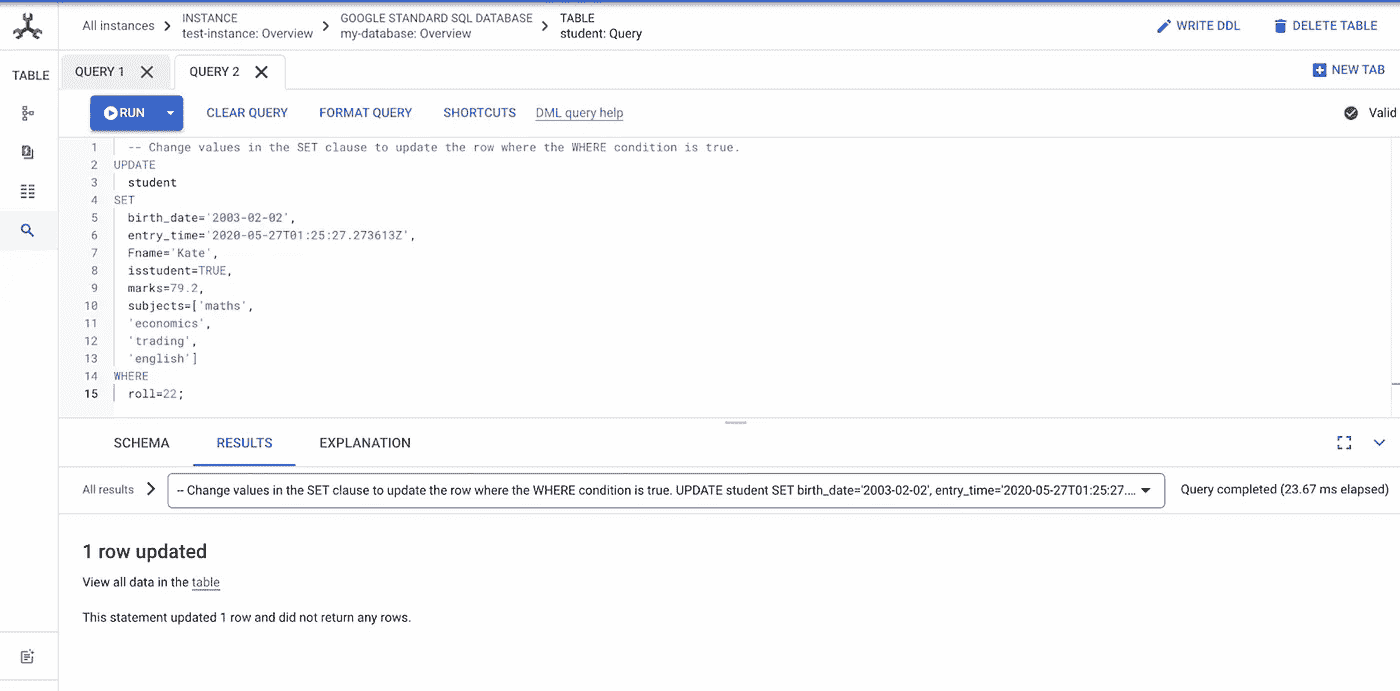 All instances
INSTANCE
test-instance: Overview
GOOGLE STANDARD SQL DATABASE
my-database: Overview
TABLE
student: Query
WRITE DDL
DELETE TABLE
TABLE
QUERY 1
QUERY 2
NEW TAB
RUN
CLEAR QUERY
FORMAT QUERY
SHORTCUTS
DML query help
Valid
1 -- Change values in the SET clause to update the row where the WHERE condition is true.
2 UPDATE
3 student
4 SET
5 birth_date='2003-02-02',
6 entry_time='2020-05-27T01:25:27.273613Z',
7 Fname='Kate',
8 isstudent=TRUE,
9 marks=79.2,
10 subjects=['maths',
11 'economics',
12 'trading',
13 'english']
14 WHERE
15 roll=22;
SCHEMA
RESULTS
EXPLANATION
All results
-- Change values in the SET clause to update the row where the WHERE condition is true. UPDATE student SET birth_date='2003-02-02', entry_time='2020-05-27T01:25:27....
Query completed (23.67 ms elapsed)
1 row updated
View all data in the table
This statement updated 1 row and did not return any rows.